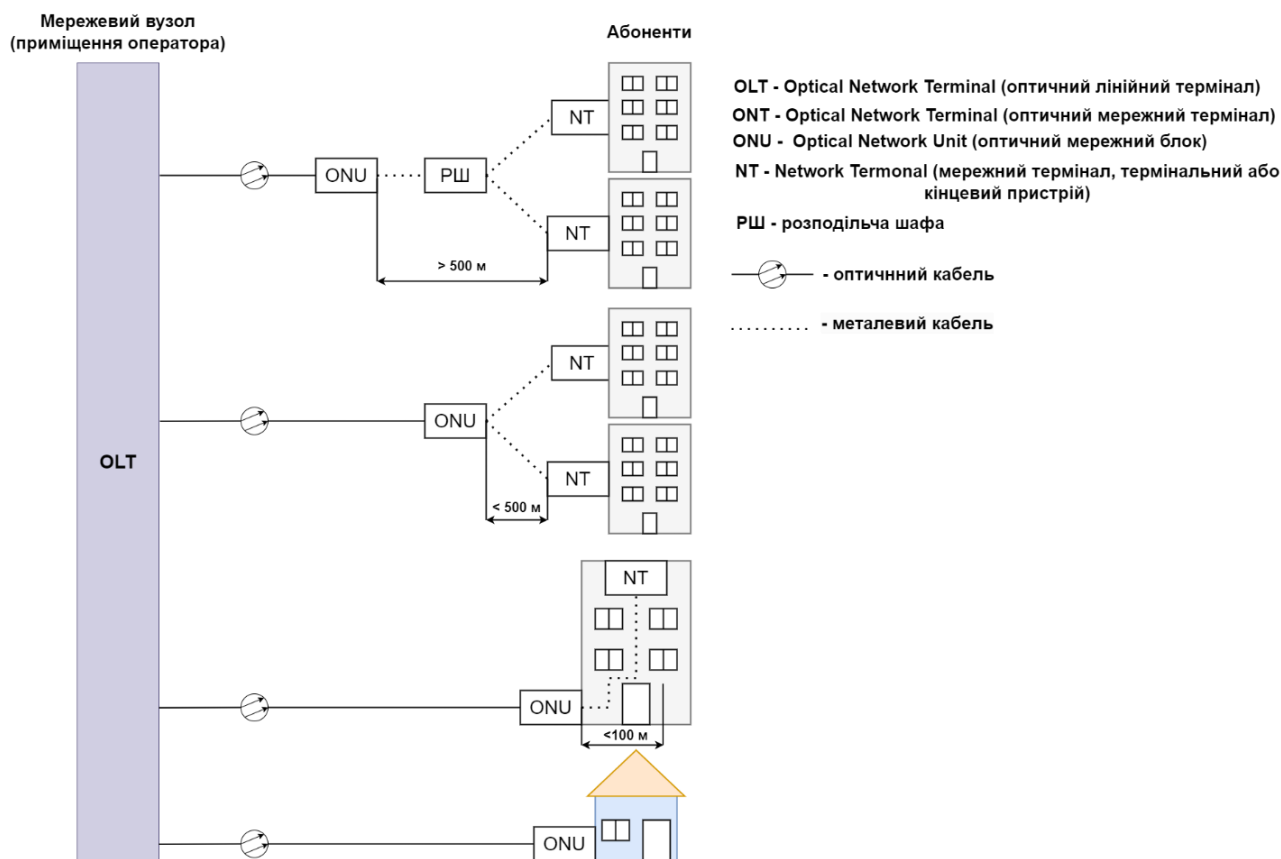 Мережевий вузол
(приміщення оператора)
Абоненти
OLT - Optical Network Terminal (оптичний лінійний термінал)
ONT - Optical Network Terminal (оптичний мережний термінал)
ONU - Optical Network Unit (оптичний мережний блок)
NT - Network Termonal (мережний термінал, термінальний або
кінцевий пристрій)
РШ - розподільча шафа
- оптичнний кабель
- металевий кабель
OLT
ONU
РШ
NT
NT
> 500 м
ONU
NT
NT
< 500 м
NT
ONU
<100 м
ONU